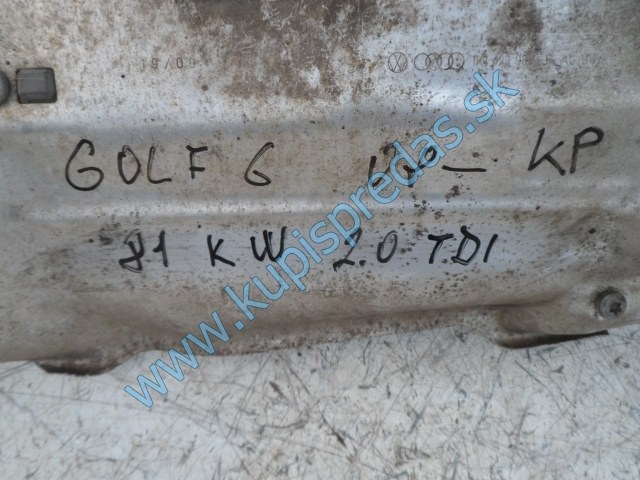 GOLF 6 KP
81 KW 2.0 TDI
www.kupispredas.sk